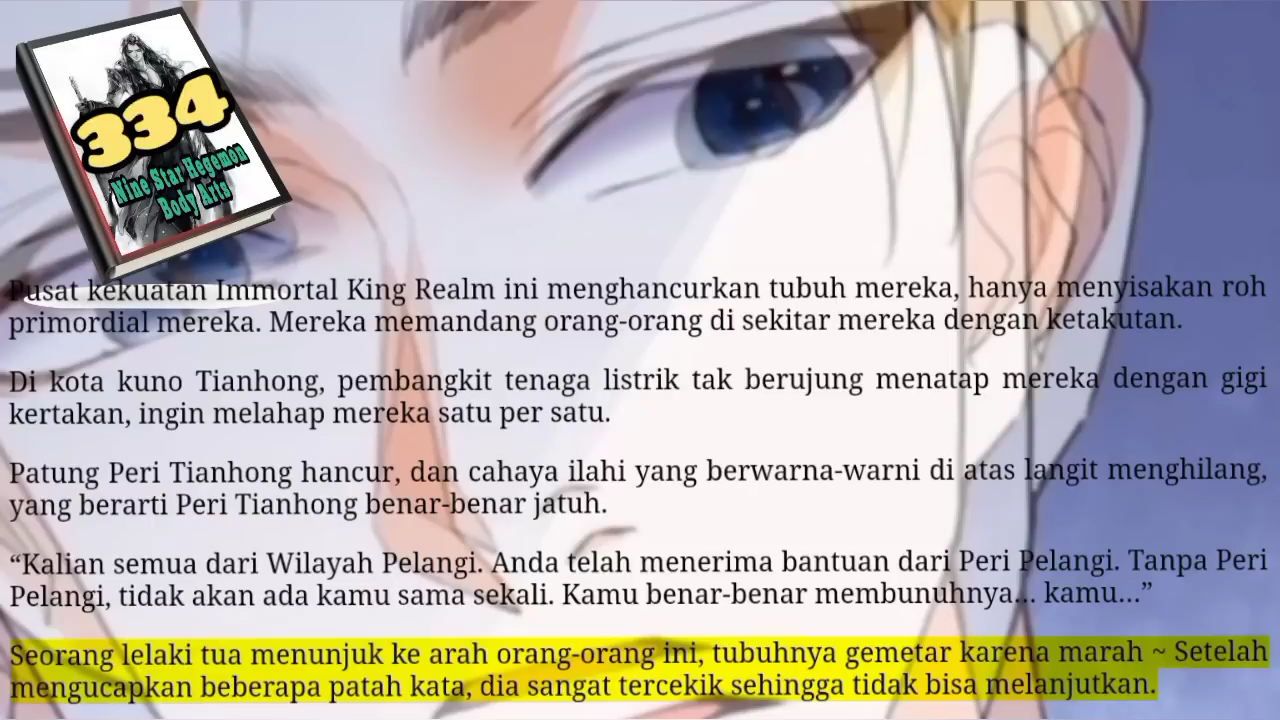 334
Nine Star Hegemon
Body Arts
Pusat kekuatan Immortal King Realm ini menghancurkan tubuh mereka, hanya menyisakan roh
primordial mereka. Mereka memandang orang-orang di sekitar mereka dengan ketakutan.
Di kota kuno Tianhong, pembangkit tenaga listrik tak berujung menatap mereka dengan gigi
kertakan, ingin melahap mereka satu per satu.
Patung Peri Tianhong hancur, dan cahaya ilahi yang berwarna-warni di atas langit menghilang,
yang berarti Peri Tianhong benar-benar jatuh.
“Kalian semua dari Wilayah Pelangi. Anda telah menerima bantuan dari Peri Pelangi. Tanpa Peri
Pelangi, tidak akan ada kamu sama sekali. Kamu benar-benar membunuhnya... kamu...”
Seorang lelaki tua menunjuk ke arah orang-orang ini, tubuhnya gemetar karena marah ~ Setelah
mengucapkan beberapa patah kata, dia sangat tercekik sehingga tidak bisa melanjutkan.